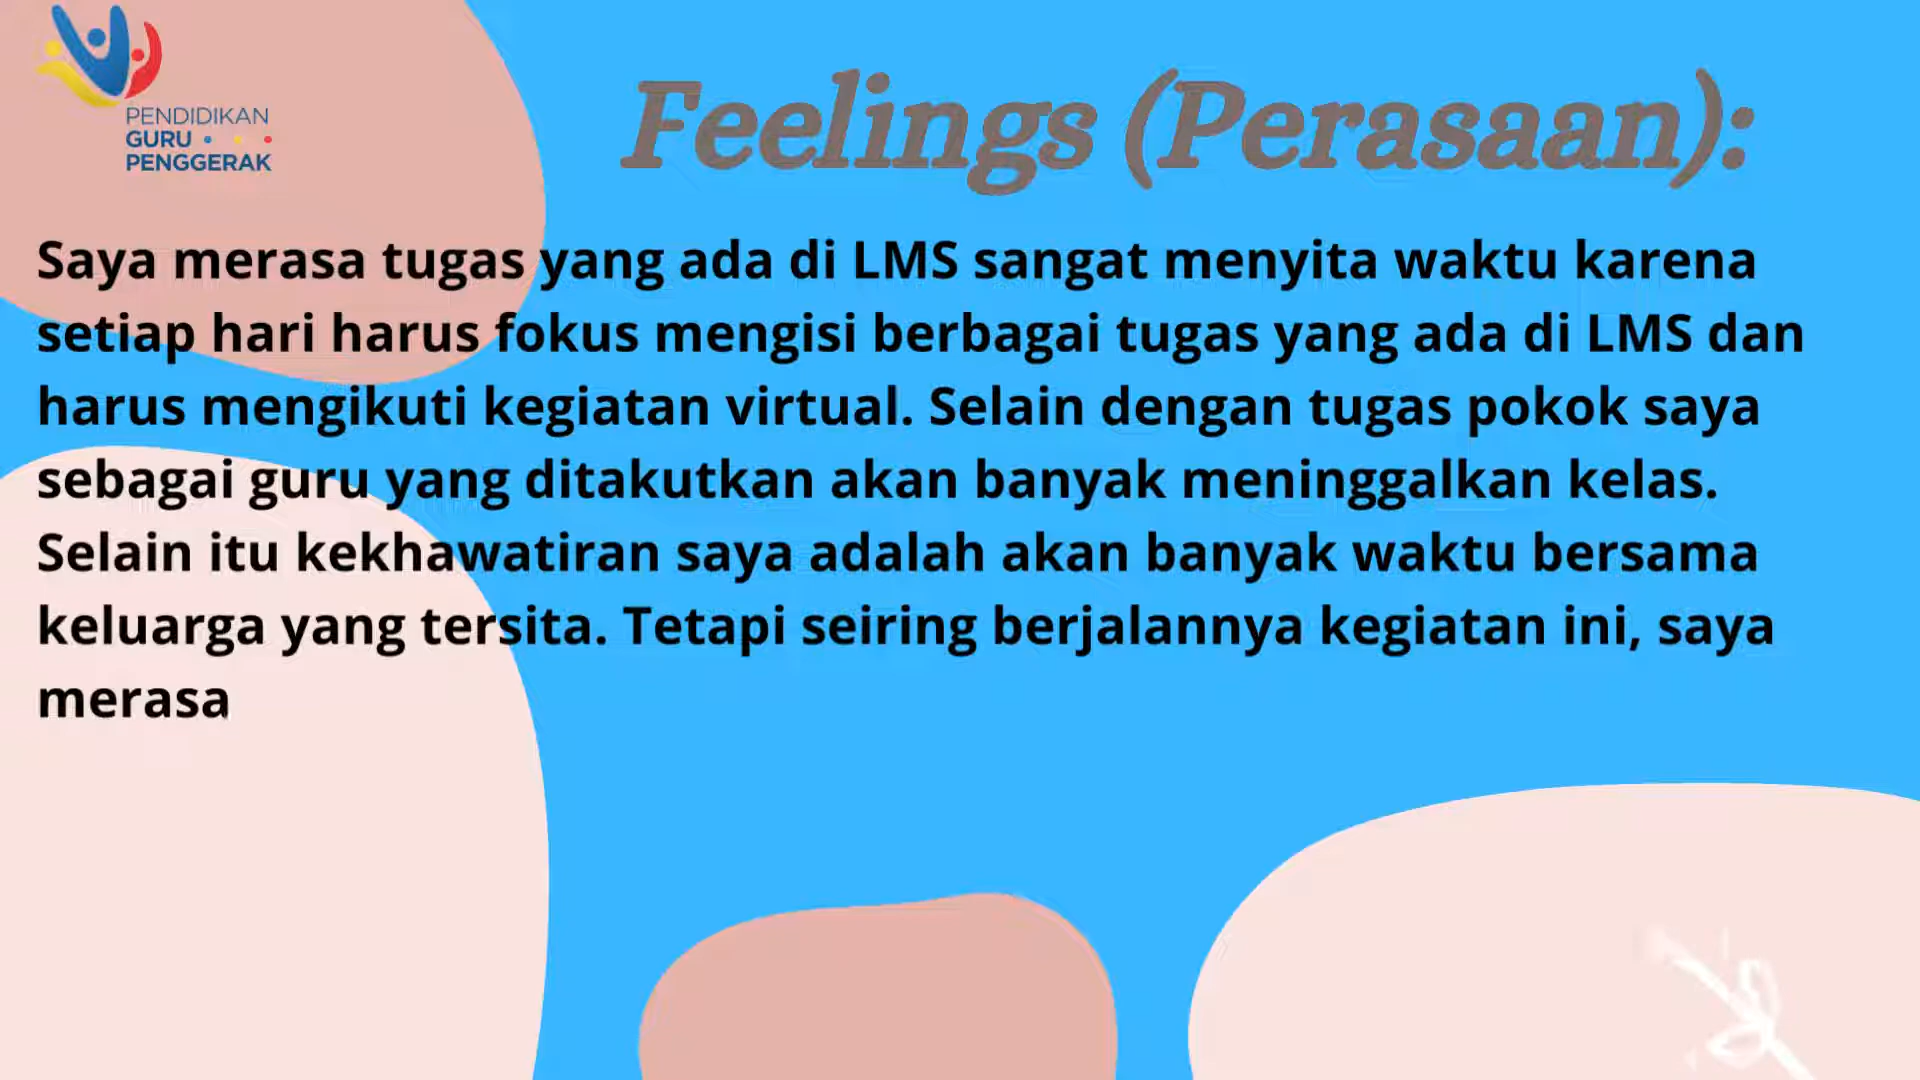 PENDIDIKAN
GURU
PENGGERAK
Feelings (Perasaan):
Saya merasa tugas yang ada di LMS sangat menyita waktu karena
setiap hari harus fokus mengisi berbagai tugas yang ada di LMS dan
harus mengikuti kegiatan virtual. Selain dengan tugas pokok saya
sebagai guru yang ditakutkan akan banyak meninggalkan kelas.
Selain itu kekhawatiran saya adalah akan banyak waktu bersama
keluarga yang tersita. Tetapi seiring berjalannya kegiatan ini, saya
merasa